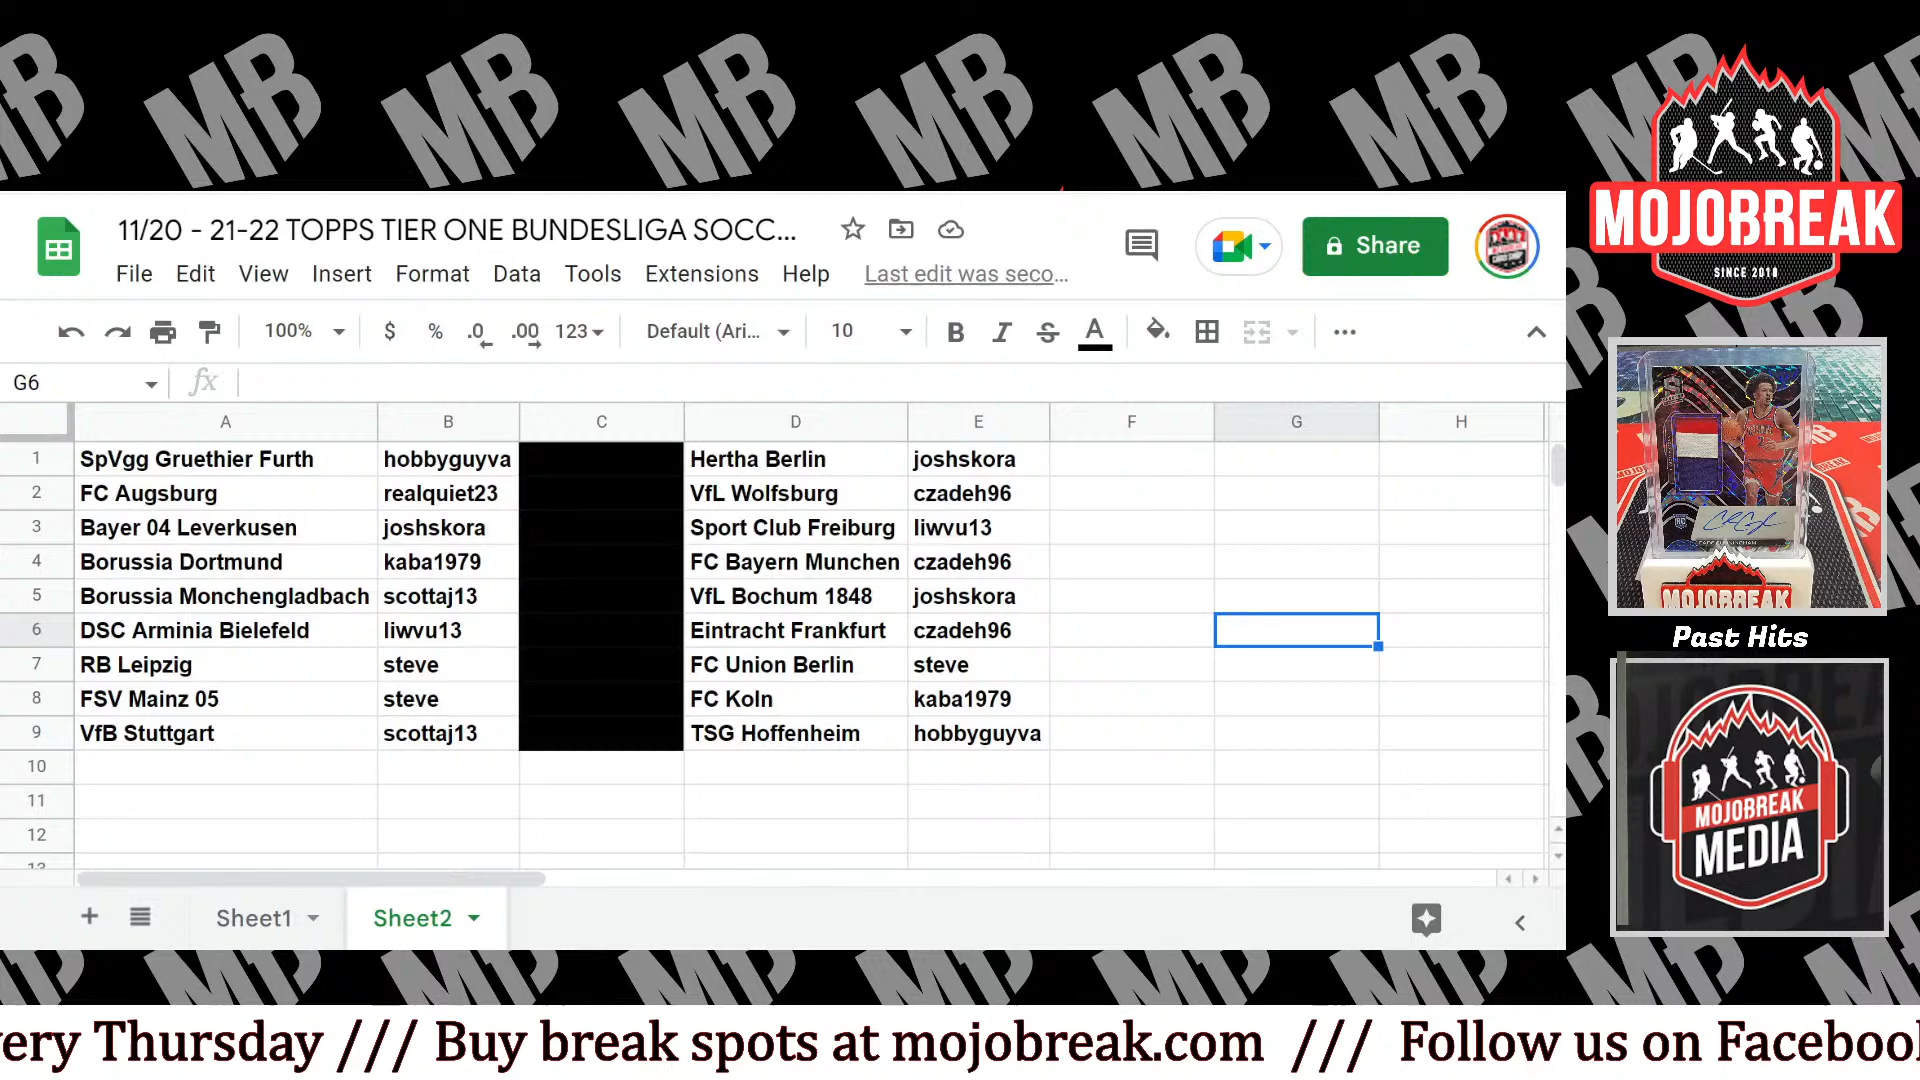 11/20 - 21-22 TOPPS TIER ONE BUNDESLIGA SOCC...
File Edit View Insert Format Data Tools Extensions Help Last edit was seco...
Share
100% $ % .0 .00 123 Default (Ari... 10 B I S A
G6 fx
A B C D E F G H
1 SpVgg Gruethier Furth hobbyguyva Hertha Berlin joshskora
2 FC Augsburg realquiet23 VfL Wolfsburg czadeh96
3 Bayer 04 Leverkusen joshskora Sport Club Freiburg liwvu13
4 Borussia Dortmund kaba1979 FC Bayern Munchen czadeh96
5 Borussia Monchengladbach scottaj13 VfL Bochum 1848 joshskora
6 DSC Arminia Bielefeld liwvu13 Eintracht Frankfurt czadeh96
7 RB Leipzig steve FC Union Berlin steve
8 FSV Mainz 05 steve FC Koln kaba1979
9 VfB Stuttgart scottaj13 TSG Hoffenheim hobbyguyva
10
11
12
13
Sheet1 Sheet2
MOJOBREAK
SINCE 2010
MOJOBREAK
Past Hits
MOJOBREAK
MEDIA
very Thursday /// Buy break spots at mojobreak.com /// Follow us on Facebook